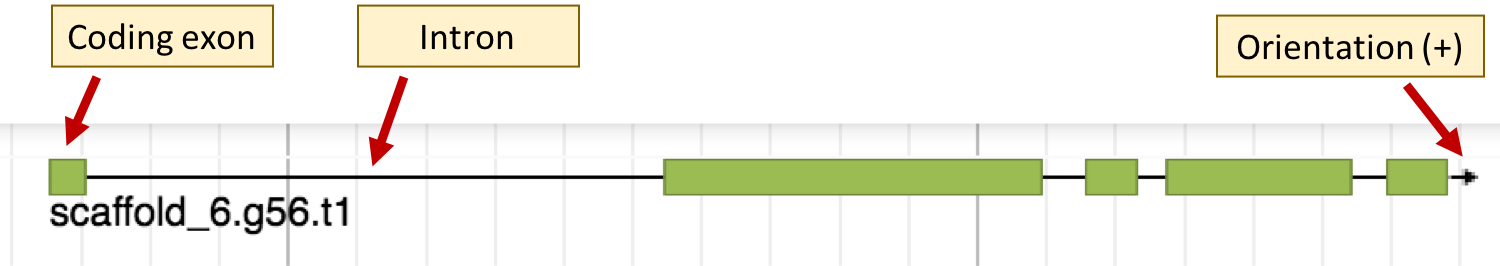 Coding exon
Intron
Orientation (+)
scaffold_6.g56.t1